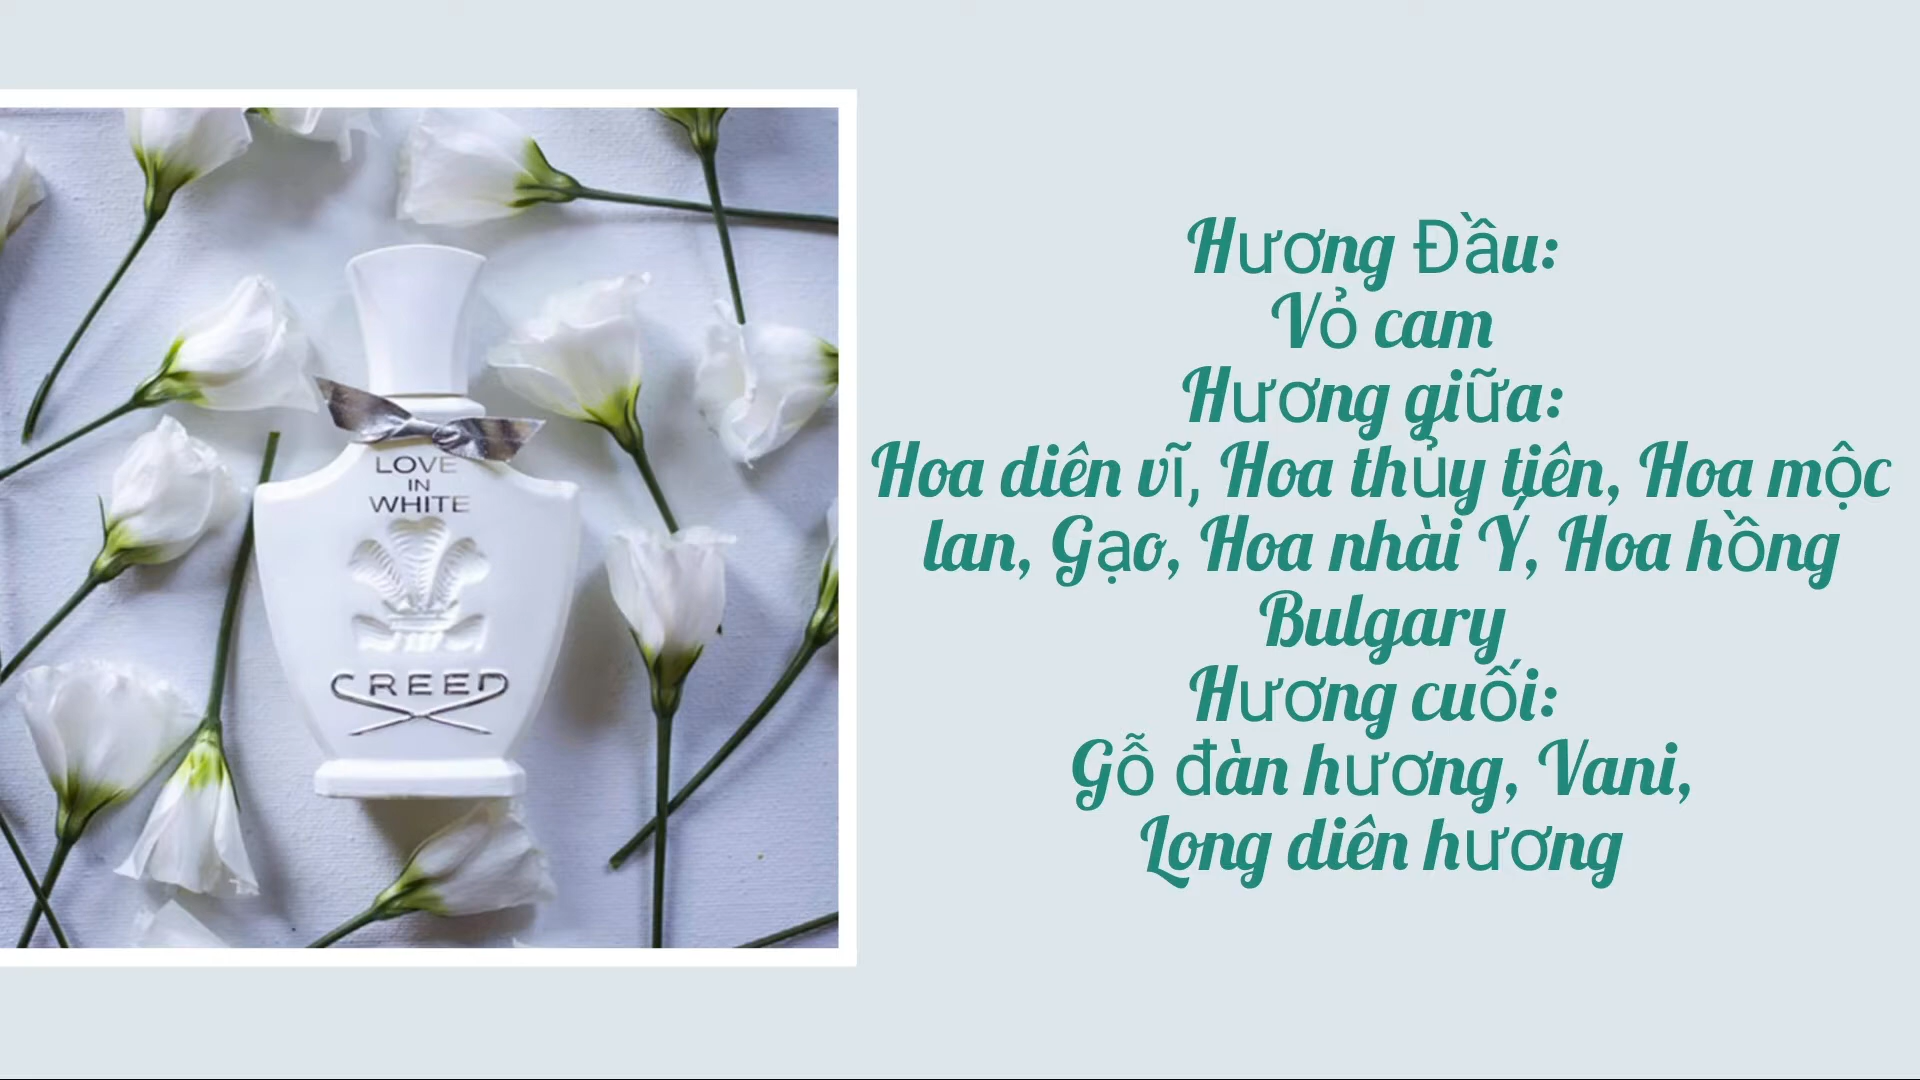 LOVE
IN
WHITE
CREED
Hương Đầu:
Vỏ cam
Hương giữa:
Hoa diên vĩ, Hoa thủy tiên, Hoa mộc
lan, Gạo, Hoa nhài Ý, Hoa hồng
Bulgary
Hương cuối:
Gỗ đàn hương, Vani,
Long diên hương